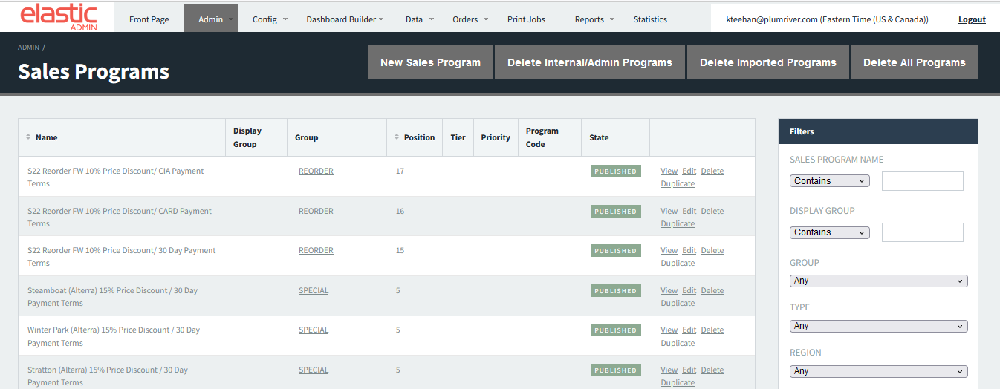 elastic
ADMIN
Front Page Admin Config Dashboard Builder Data Orders Print Jobs Reports Statistics kteehan@plumriver.com (Eastern Time (US & Canada)) Logout
ADMIN /
Sales Programs
New Sales Program Delete Internal/Admin Programs Delete Imported Programs Delete All Programs
Name Display Group Group Position Tier Priority Program Code State
S22 Reorder FW 10% Price Discount/ CIA Payment REORDER 17 PUBLISHED View Edit Delete
Terms Duplicate
S22 Reorder FW 10% Price Discount/ CARD Payment REORDER 16 PUBLISHED View Edit Delete
Terms Duplicate
S22 Reorder FW 10% Price Discount/ 30 Day Payment REORDER 15 PUBLISHED View Edit Delete
Terms Duplicate
Steamboat (Alterra) 15% Price Discount / 30 Day SPECIAL 5 PUBLISHED View Edit Delete
Payment Terms Duplicate
Winter Park (Alterra) 15% Price Discount / 30 Day SPECIAL 5 PUBLISHED View Edit Delete
Payment Terms Duplicate
Stratton (Alterra) 15% Price Discount / 30 Day SPECIAL 5 PUBLISHED View Edit Delete
Payment Terms Duplicate
Filters
SALES PROGRAM NAME
Contains
DISPLAY GROUP
Contains
GROUP
Any
TYPE
Any
REGION
Any